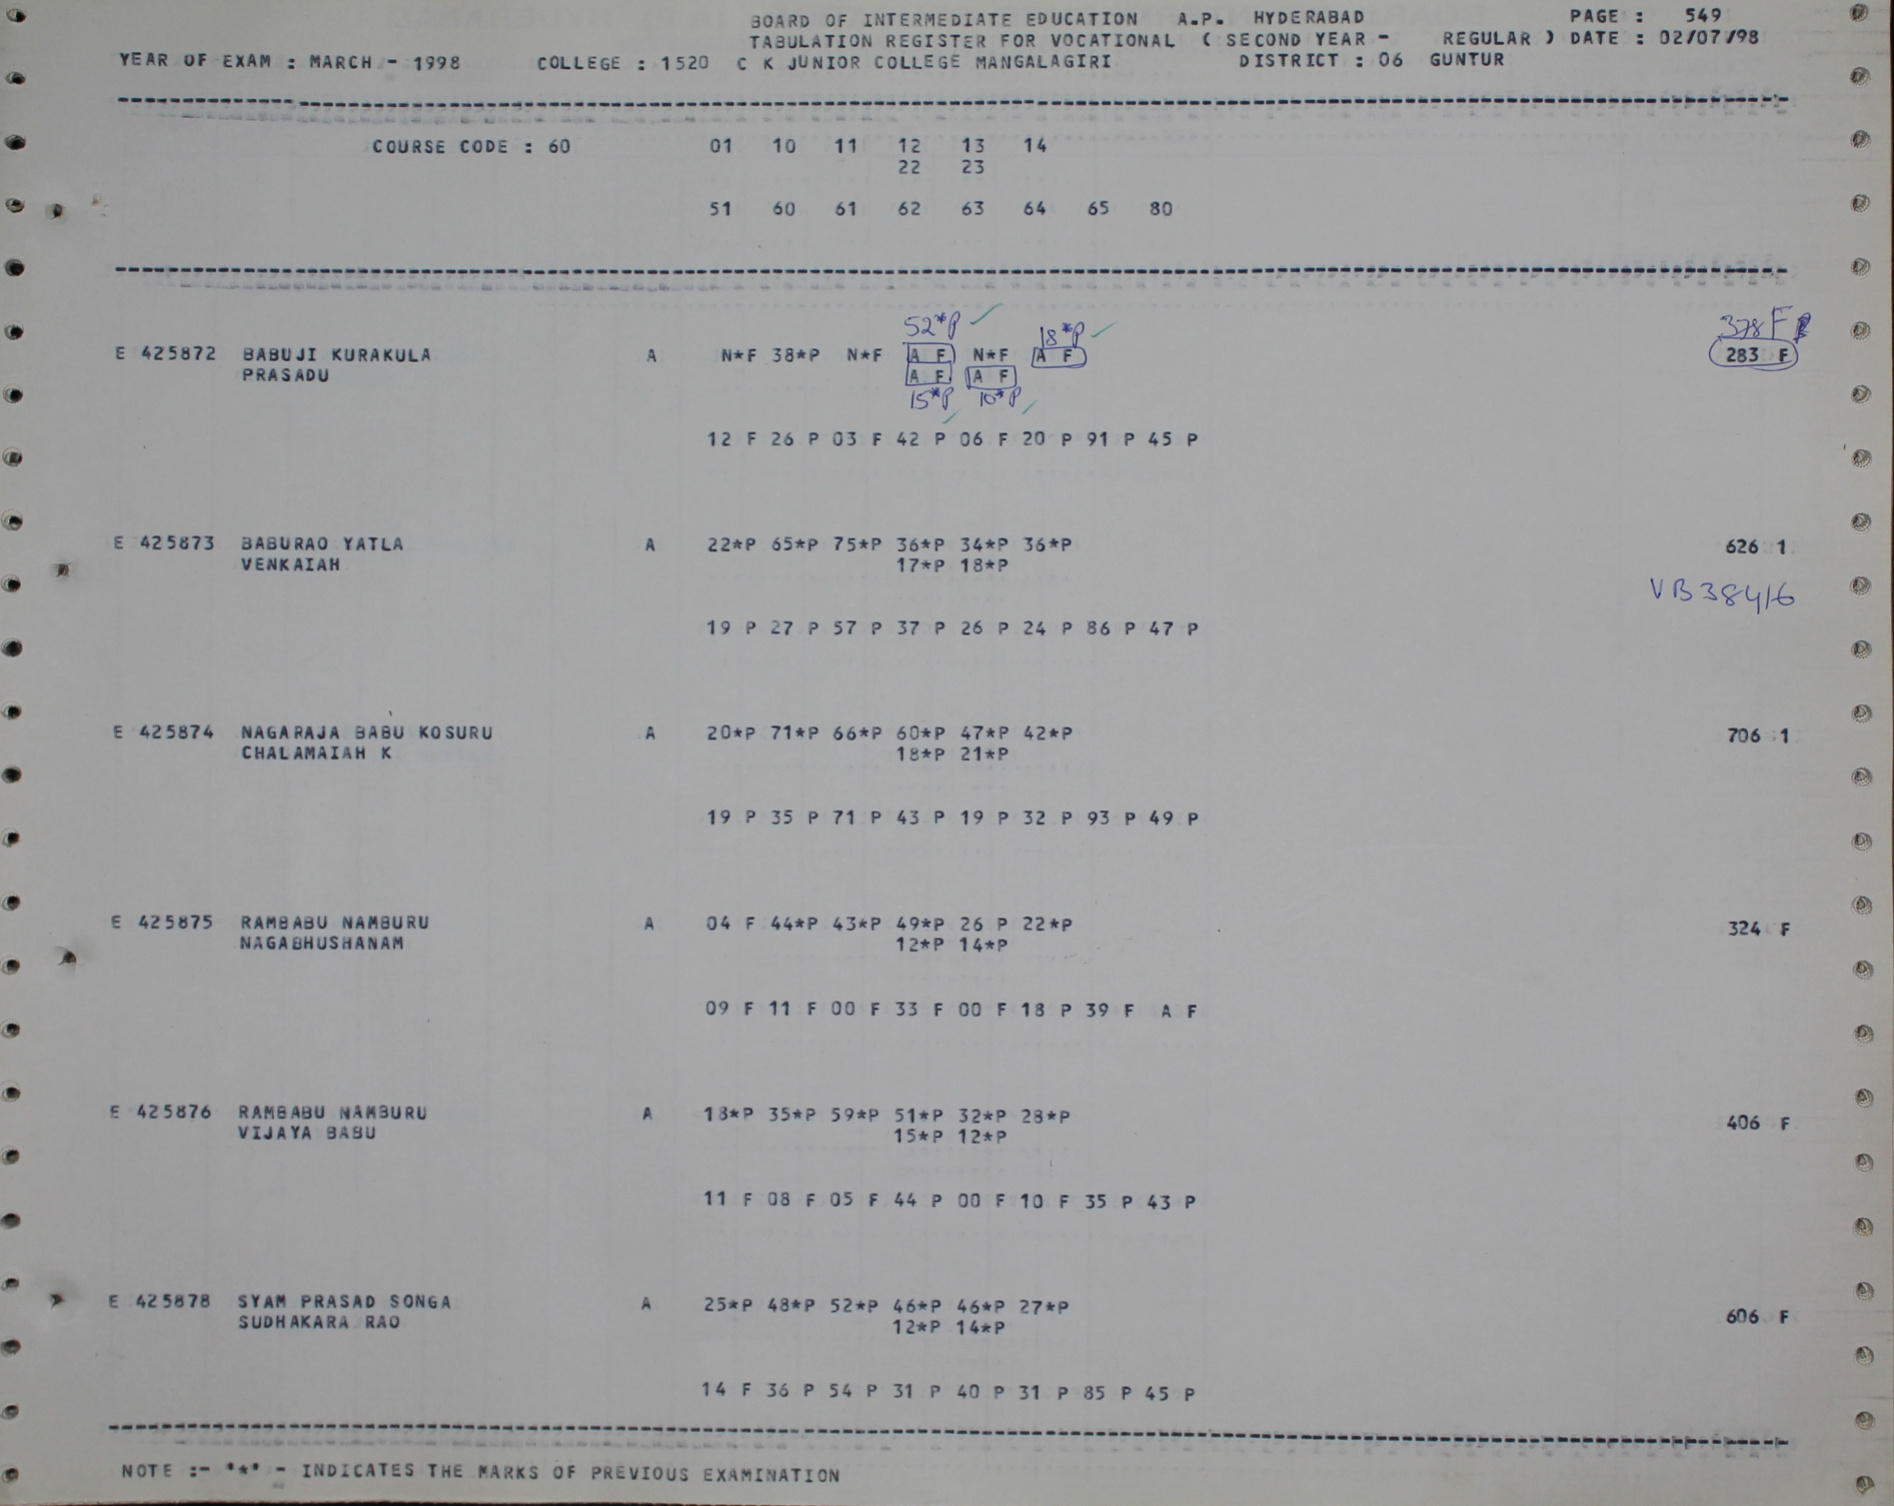 BOARD OF INTERMEDIATE EDUCATION A.P. HYDERABAD PAGE : 549
TABULATION REGISTER FOR VOCATIONAL ( SECOND YEAR - REGULAR ) DATE : 02/07/98
YEAR OF EXAM : MARCH - 1998 COLLEGE : 1520 C K JUNIOR COLLEGE MANGALAGIRI DISTRICT : 06 GUNTUR
COURSE CODE : 60 01 10 11 12 13 14
22 23
51 60 61 62 63 64 65 80
52*P 18*P 378 F
E 425872 BABUJI KURAKULA A N*F 38*P N*F A F N*F A F 283 F
PRASADU A F A F
15*P 10*P
12 F 26 P 03 F 42 P 06 F 20 P 91 P 45 P
E 425873 BABURAO YATLA A 22*P 65*P 75*P 36*P 34*P 36*P 626 1
VENKAIAH 17*P 18*P
VB38416
19 P 27 P 57 P 37 P 26 P 24 P 86 P 47 P
E 425874 NAGARAJA BABU KOSURU A 20*P 71*P 66*P 60*P 47*P 42*P 706 1
CHALAMAIAH K 18*P 21*P
19 P 35 P 71 P 43 P 19 P 32 P 93 P 49 P
E 425875 RAMBABU NAMBURU A 04 F 44*P 43*P 49*P 26 P 22*P 324 F
NAGABHUSHANAM 12*P 14*P
09 F 11 F 00 F 33 F 00 F 18 P 39 F A F
E 425876 RAMBABU NAMBURU A 18*P 35*P 59*P 51*P 32*P 28*P 406 F
VIJAYA BABU 15*P 12*P
11 F 08 F 05 F 44 P 00 F 10 F 35 P 43 P
E 425878 SYAM PRASAD SONGA A 25*P 48*P 52*P 46*P 46*P 27*P 606 F
SUDHAKARA RAO 12*P 14*P
14 F 36 P 54 P 31 P 40 P 31 P 85 P 45 P
NOTE :- "*" - INDICATES THE MARKS OF PREVIOUS EXAMINATION